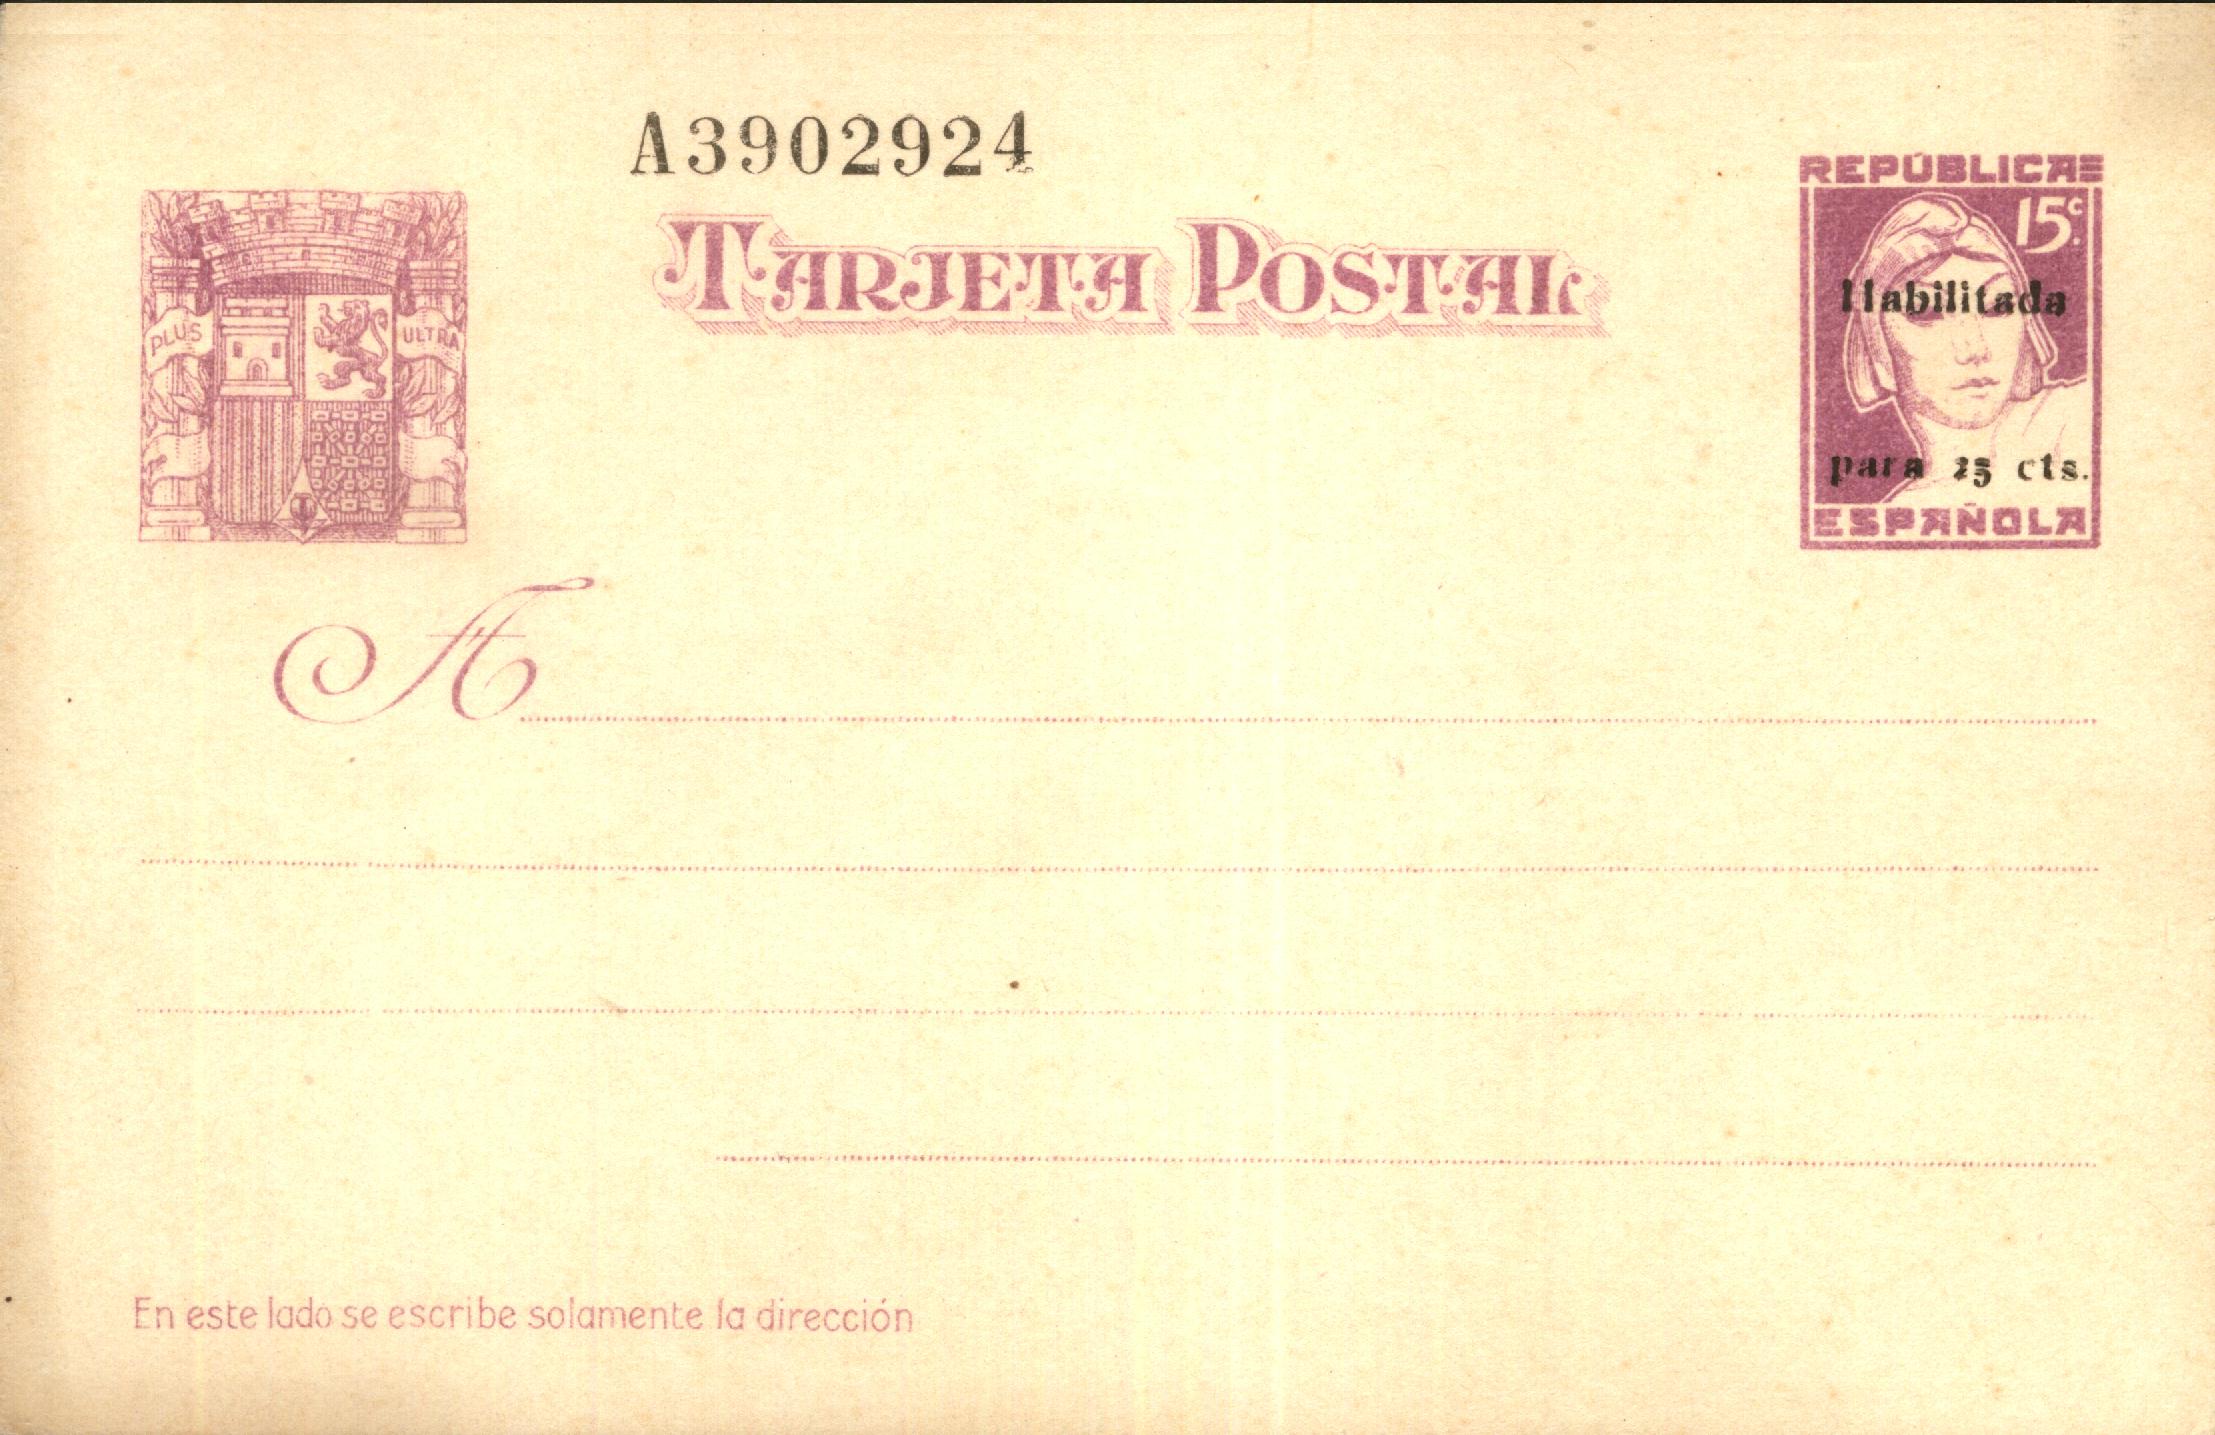 A3902924
TARJETA POSTAL
PLUS ULTRA
REPÚBLICA
15c.
Habilitada
para 25 cts.
ESPAÑOLA
A
En este lado se escribe solamente la dirección